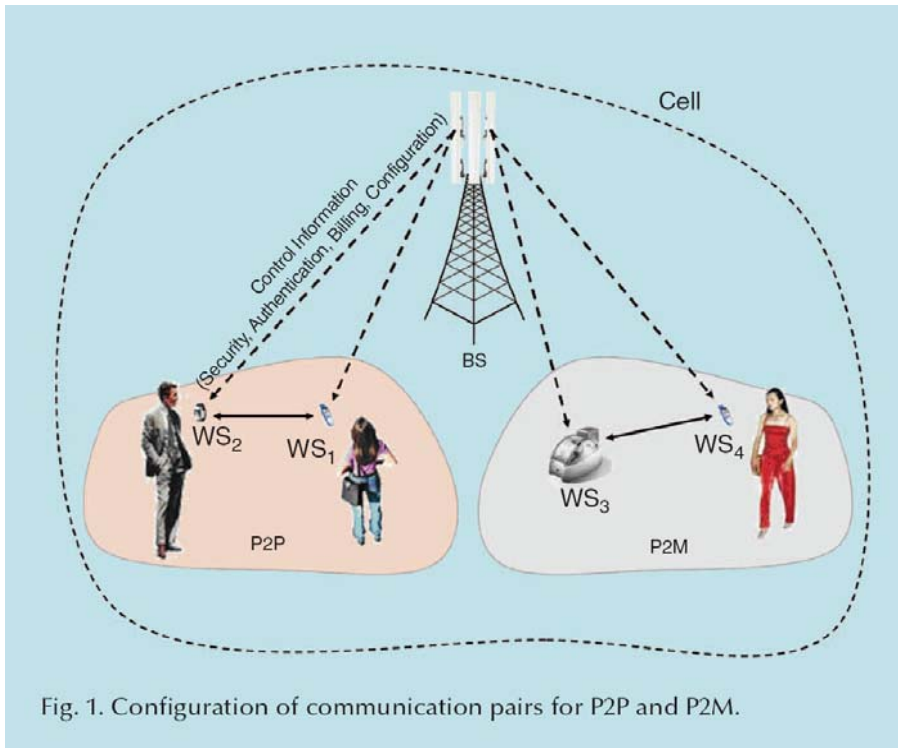 Cell
Control Information
(Security, Authentication, Billing, Configuration)
BS
WS₂
WS₁
WS₃
WS₄
P2P
P2M
Fig. 1. Configuration of communication pairs for P2P and P2M.